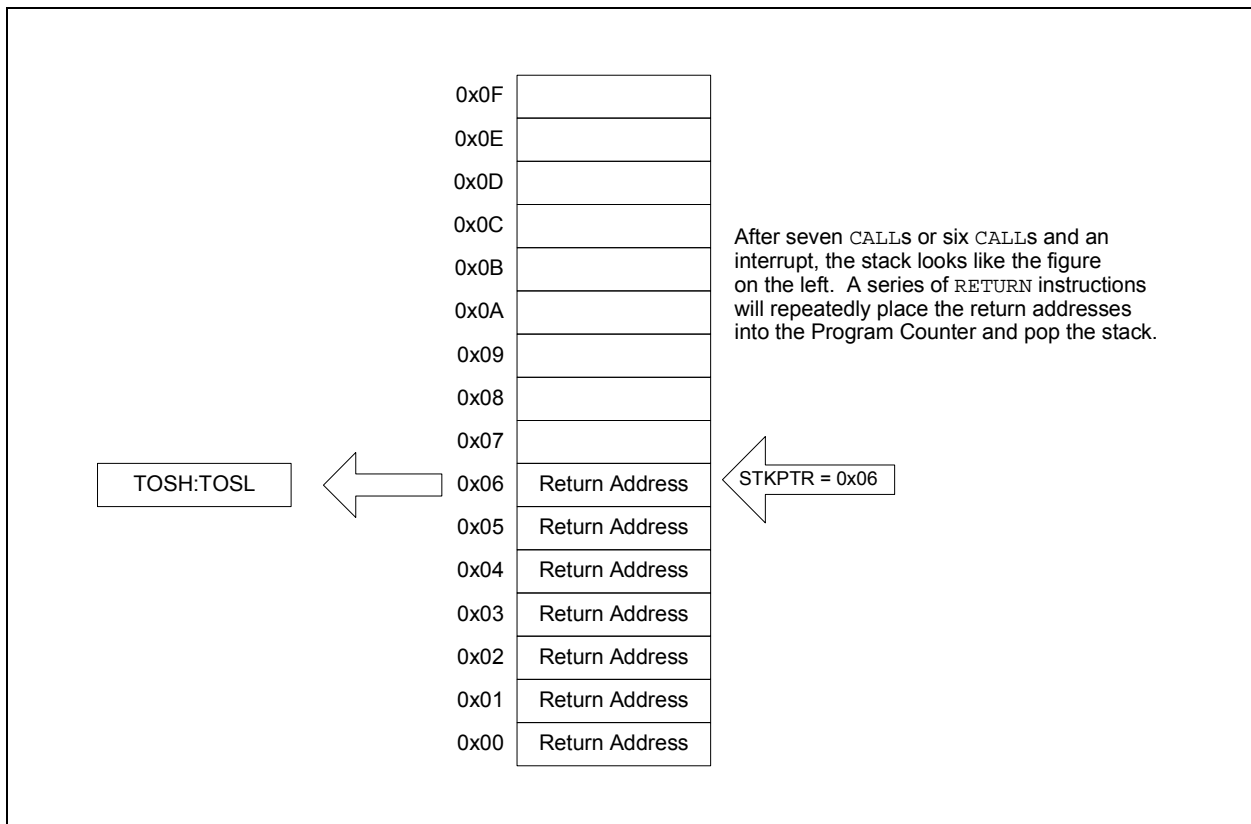 0x0F
0x0E
0x0D
0x0C
0x0B
0x0A
0x09
0x08
0x07
After seven CALLs or six CALLs and an
interrupt, the stack looks like the figure
on the left. A series of RETURN instructions
will repeatedly place the return addresses
into the Program Counter and pop the stack.
TOSH:TOSL
0x06 Return Address
STKPTR = 0x06
0x05 Return Address
0x04 Return Address
0x03 Return Address
0x02 Return Address
0x01 Return Address
0x00 Return Address